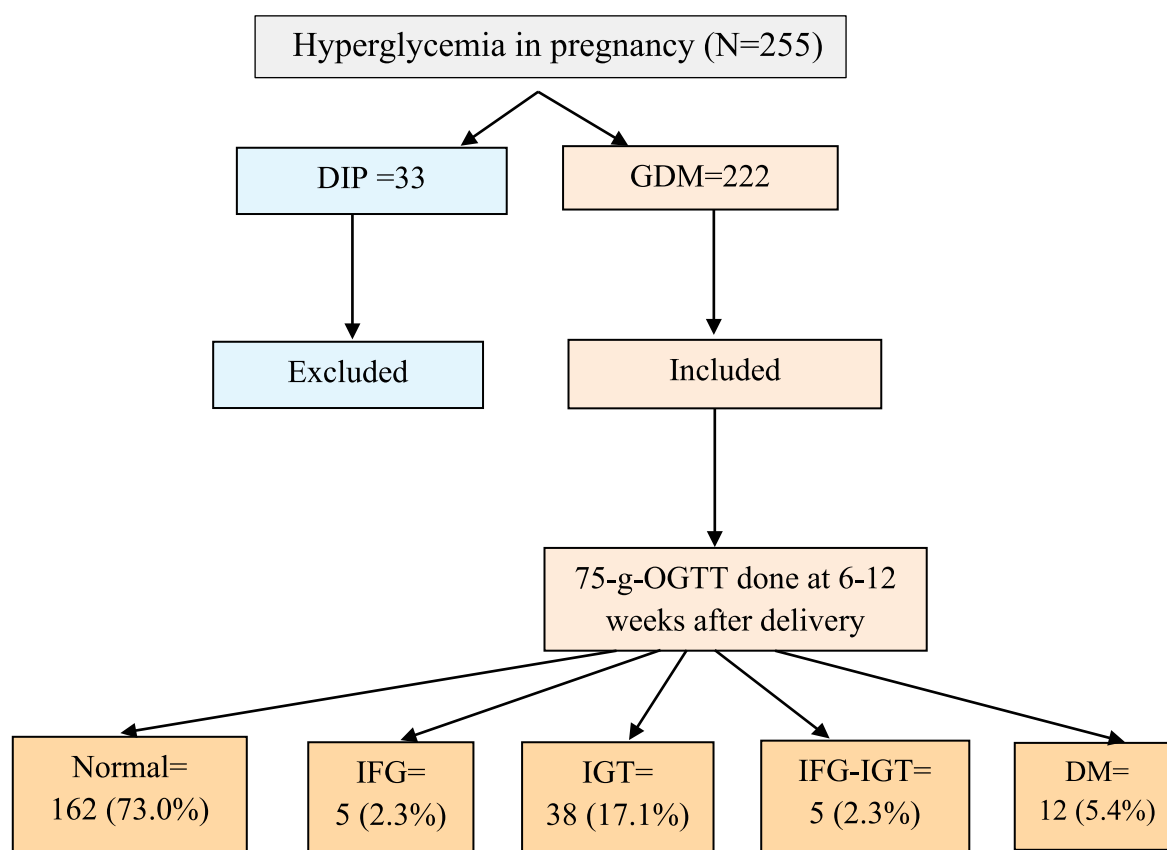 Hyperglycemia in pregnancy (N=255)
DIP =33
GDM=222
Excluded
Included
75-g-OGTT done at 6-12
weeks after delivery
Normal=
162 (73.0%)
IFG=
5 (2.3%)
IGT=
38 (17.1%)
IFG-IGT=
5 (2.3%)
DM=
12 (5.4%)